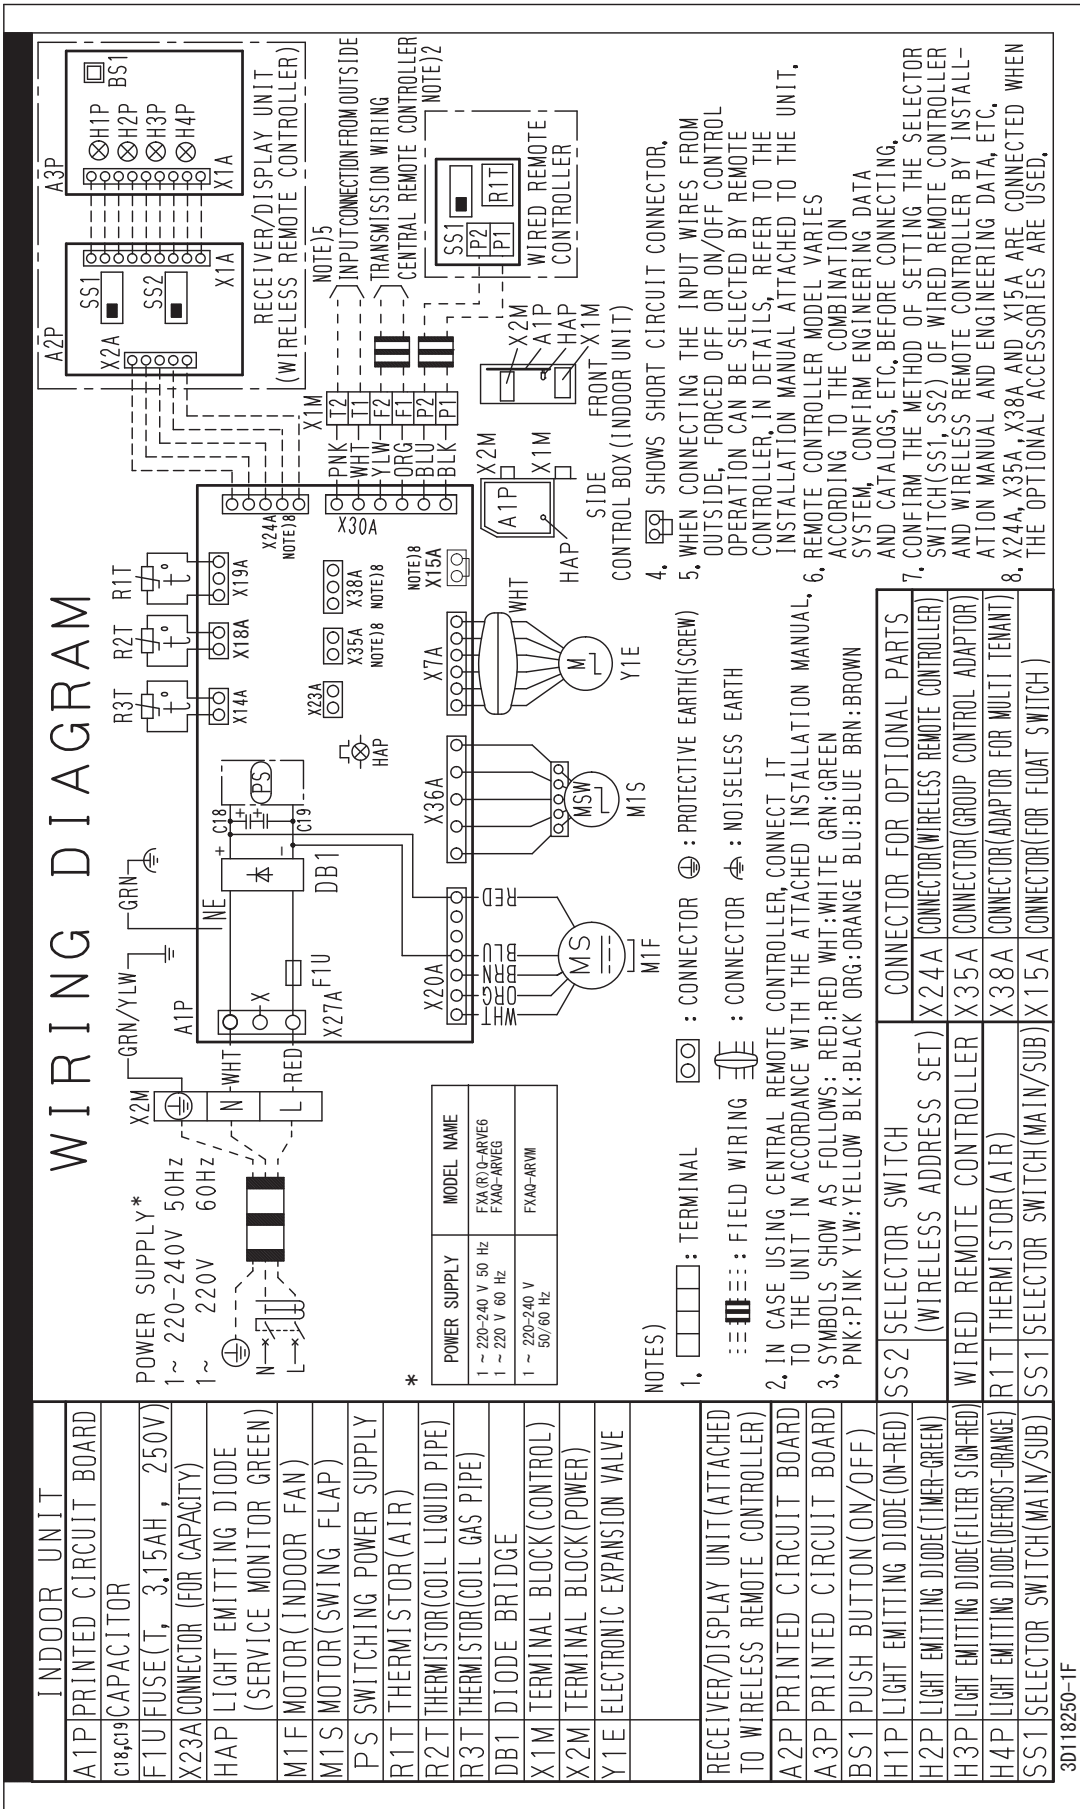 WIRING DIAGRAM
INDOOR UNIT
A1P PRINTED CIRCUIT BOARD
C18,C19 CAPACITOR
F1U FUSE(T, 3.15AH, 250V)
X23A CONNECTOR (FOR CAPACITY)
HAP LIGHT EMITTING DIODE
(SERVICE MONITOR GREEN)
M1F MOTOR(INDOOR FAN)
M1S MOTOR(SWING FLAP)
PS SWITCHING POWER SUPPLY
R1T THERMISTOR(AIR)
R2T THERMISTOR(COIL LIQUID PIPE)
R3T THERMISTOR(COIL GAS PIPE)
DB1 DIODE BRIDGE
X1M TERMINAL BLOCK(CONTROL)
X2M TERMINAL BLOCK(POWER)
Y1E ELECTRONIC EXPANSION VALVE
RECEIVER/DISPLAY UNIT(ATTACHED
TO WIRELESS REMOTE CONTROLLER)
A2P PRINTED CIRCUIT BOARD
A3P PRINTED CIRCUIT BOARD
BS1 PUSH BUTTON(ON/OFF)
H1P LIGHT EMITTING DIODE(ON-RED)
H2P LIGHT EMITTING DIODE(TIMER-GREEN)
H3P LIGHT EMITTING DIODE(FILTER SIGN-RED)
H4P LIGHT EMITTING DIODE(DEFROST-ORANGE)
SS1 SELECTOR SWITCH(MAIN/SUB)
SS2 SELECTOR SWITCH
(WIRELESS ADDRESS SET)
WIRED REMOTE CONTROLLER
R1T THERMISTOR(AIR)
SS1 SELECTOR SWITCH(MAIN/SUB)
CONNECTOR FOR OPTIONAL PARTS
X24A CONNECTOR(WIRELESS REMOTE CONTROLLER)
X35A CONNECTOR(GROUP CONTROL ADAPTOR)
X38A CONNECTOR(ADAPTOR FOR MULTI TENANT)
X15A CONNECTOR(FOR FLOAT SWITCH)
POWER SUPPLY*
1~ 220-240V 50Hz
1~ 220V 60Hz
N
L
X2M
N
L
GRN/YLW
GRN
WHT
RED
A1P
NE
X
X27A
F1U
DB1
+
-
C18
+
+
C19
PS
HAP
R3T
t°
X14A
R2T
t°
X18A
R1T
t°
X19A
X23A
X35A
NOTE)8
X38A
NOTE)8
X24A
NOTE)8
X30A
X15A
NOTE)8
X20A
X36A
X7A
WHT
ORG
BRN
BLU
RED
MS
M1F
MSW
M1S
WHT
M
Y1E
PNK
WHT
YLW
ORG
BLU
BLK
X1M
T2
T1
F2
F1
P2
P1
A2P
X2A
SS1
SS2
X1A
A3P
X1A
H1P
H2P
H3P
H4P
BS1
RECEIVER/DISPLAY UNIT
(WIRELESS REMOTE CONTROLLER)
NOTE)5
INPUT CONNECTION FROM OUTSIDE
TRANSMISSION WIRING
CENTRAL REMOTE CONTROLLER
NOTE)2
SS1
P2
P1
R1T
WIRED REMOTE
CONTROLLER
A1P
X2M
X1M
HAP
SIDE
X2M
A1P
HAP
X1M
FRONT
CONTROL BOX(INDOOR UNIT)
*
POWER SUPPLY MODEL NAME
1 ~ 220-240 V 50 Hz FXA(R)Q-ARVE6
1 ~ 220 V 60 Hz FXAQ-ARVEG
1 ~ 220-240 V FXAQ-ARVM
50/60 Hz
NOTES)
1. : TERMINAL : CONNECTOR : PROTECTIVE EARTH(SCREW)
: FIELD WIRING : CONNECTOR : NOISELESS EARTH
2. IN CASE USING CENTRAL REMOTE CONTROLLER,CONNECT IT
TO THE UNIT IN ACCORDANCE WITH THE ATTACHED INSTALLATION MANUAL.
3. SYMBOLS SHOW AS FOLLOWS: RED:RED WHT:WHITE GRN:GREEN
PNK:PINK YLW:YELLOW BLK:BLACK ORG:ORANGE BLU:BLUE BRN:BROWN
4. SHOWS SHORT CIRCUIT CONNECTOR.
5. WHEN CONNECTING THE INPUT WIRES FROM
OUTSIDE, FORCED OFF OR ON/OFF CONTROL
OPERATION CAN BE SELECTED BY REMOTE
CONTROLLER. IN DETAILS, REFER TO THE
INSTALLATION MANUAL ATTACHED TO THE UNIT.
6. REMOTE CONTROLLER MODEL VARIES
ACCORDING TO THE COMBINATION
SYSTEM, CONFIRM ENGINEERING DATA
AND CATALOGS, ETC. BEFORE CONNECTING.
7. CONFIRM THE METHOD OF SETTING THE SELECTOR
SWITCH(SS1,SS2) OF WIRED REMOTE CONTROLLER
AND WIRELESS REMOTE CONTROLLER BY INSTALL-
ATION MANUAL AND ENGINEERING DATA, ETC.
8. X24A, X35A, X38A AND X15A ARE CONNECTED WHEN
THE OPTIONAL ACCESSORIES ARE USED.
3D118250-1F